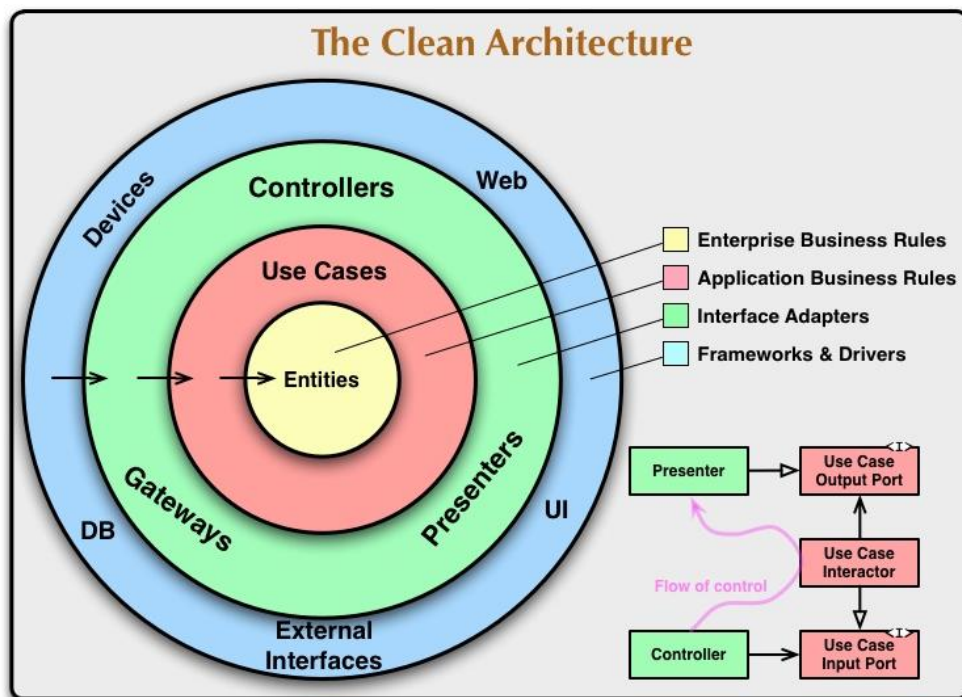 The Clean Architecture
Devices
Web
Controllers
Use Cases
Entities
Gateways
Presenters
DB
UI
External
Interfaces
Enterprise Business Rules
Application Business Rules
Interface Adapters
Frameworks & Drivers
Presenter
<I>
Use Case
Output Port
Flow of control
Use Case
Interactor
Controller
<I>
Use Case
Input Port